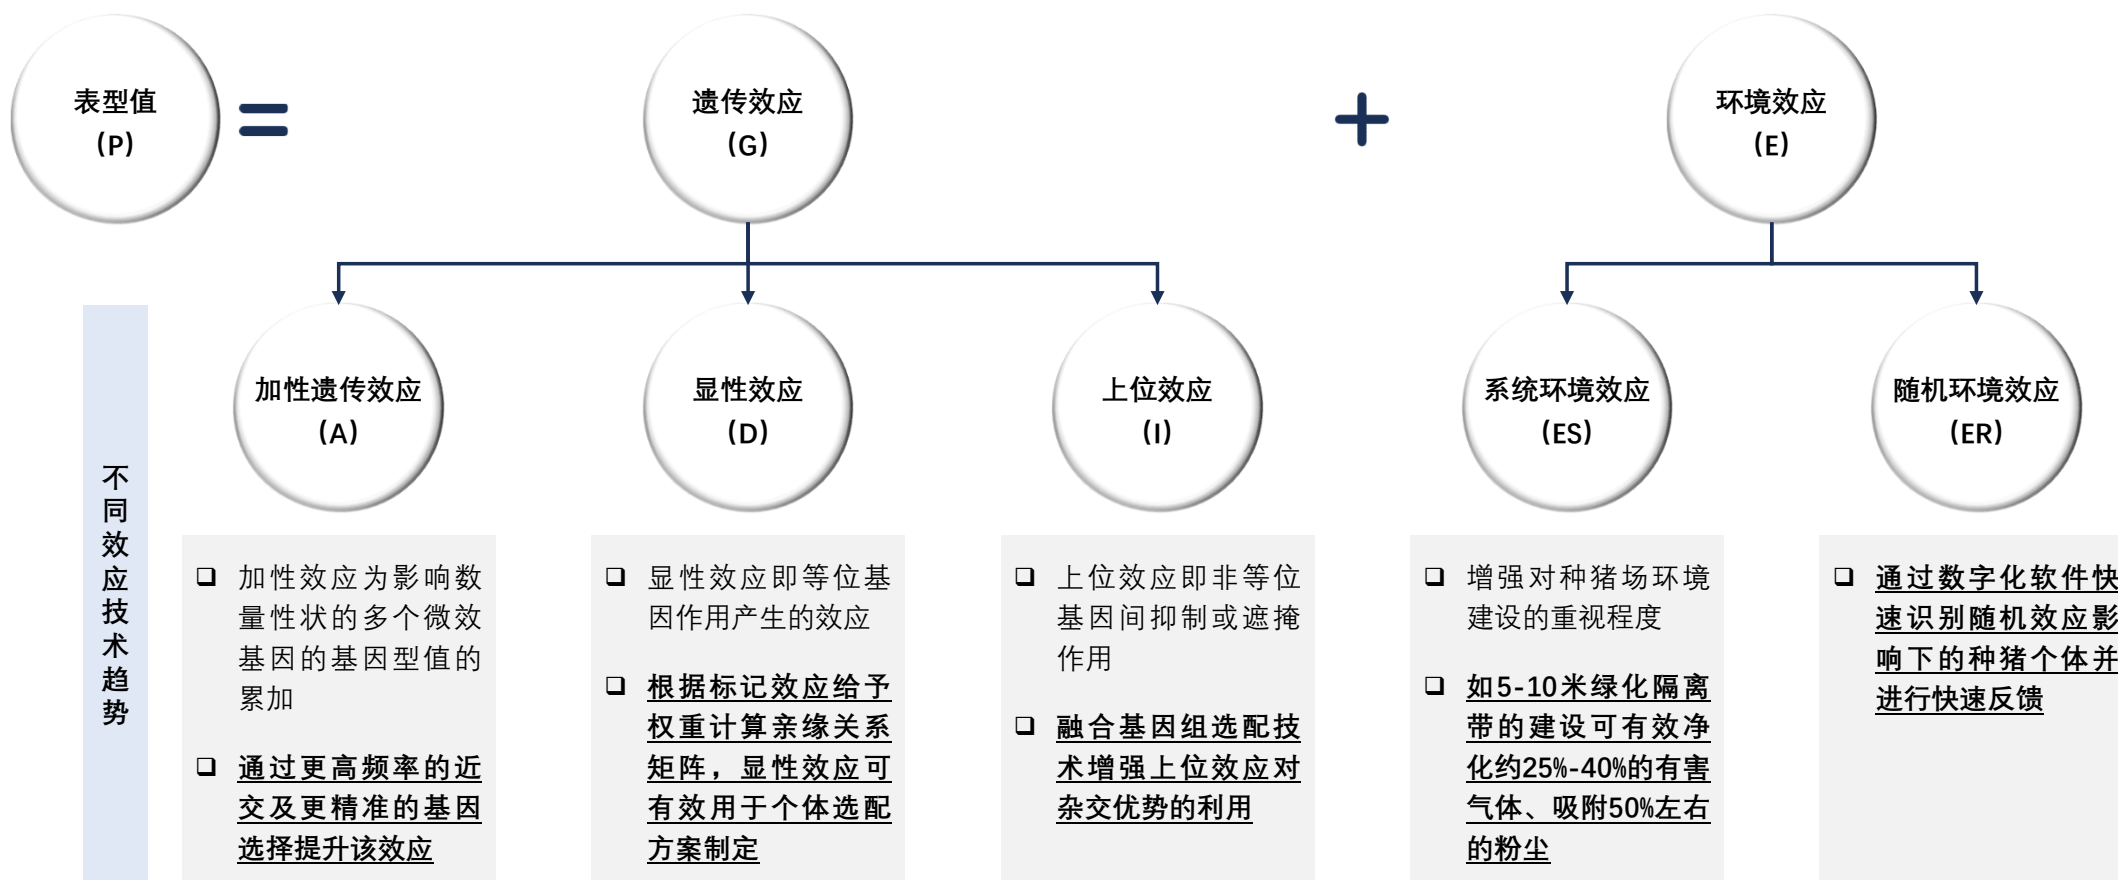 表型值
(P)
=
遗传效应
(G)
+
环境效应
(E)
加性遗传效应
(A)
显性效应
(D)
上位效应
(I)
系统环境效应
(ES)
随机环境效应
(ER)
不同效应技术趋势
加性效应为影响数
量性状的多个微效
基因的基因型值的
累加
通过更高频率的近
交及更精准的基因
选择提升该效应
显性效应即等位基
因作用产生的效应
根据标记效应给予
权重计算亲缘关系
矩阵，显性效应可
有效用于个体选配
方案制定
上位效应即非等位
基因间抑制或遮掩
作用
融合基因组选配技
术增强上位效应对
杂交优势的利用
增强对种猪场环境
建设的重视程度
如5-10米绿化隔离
带的建设可有效净
化约25%-40%的有害
气体、吸附50%左右
的粉尘
通过数字化软件快
速识别随机效应影
响下的种猪个体并
进行快速反馈